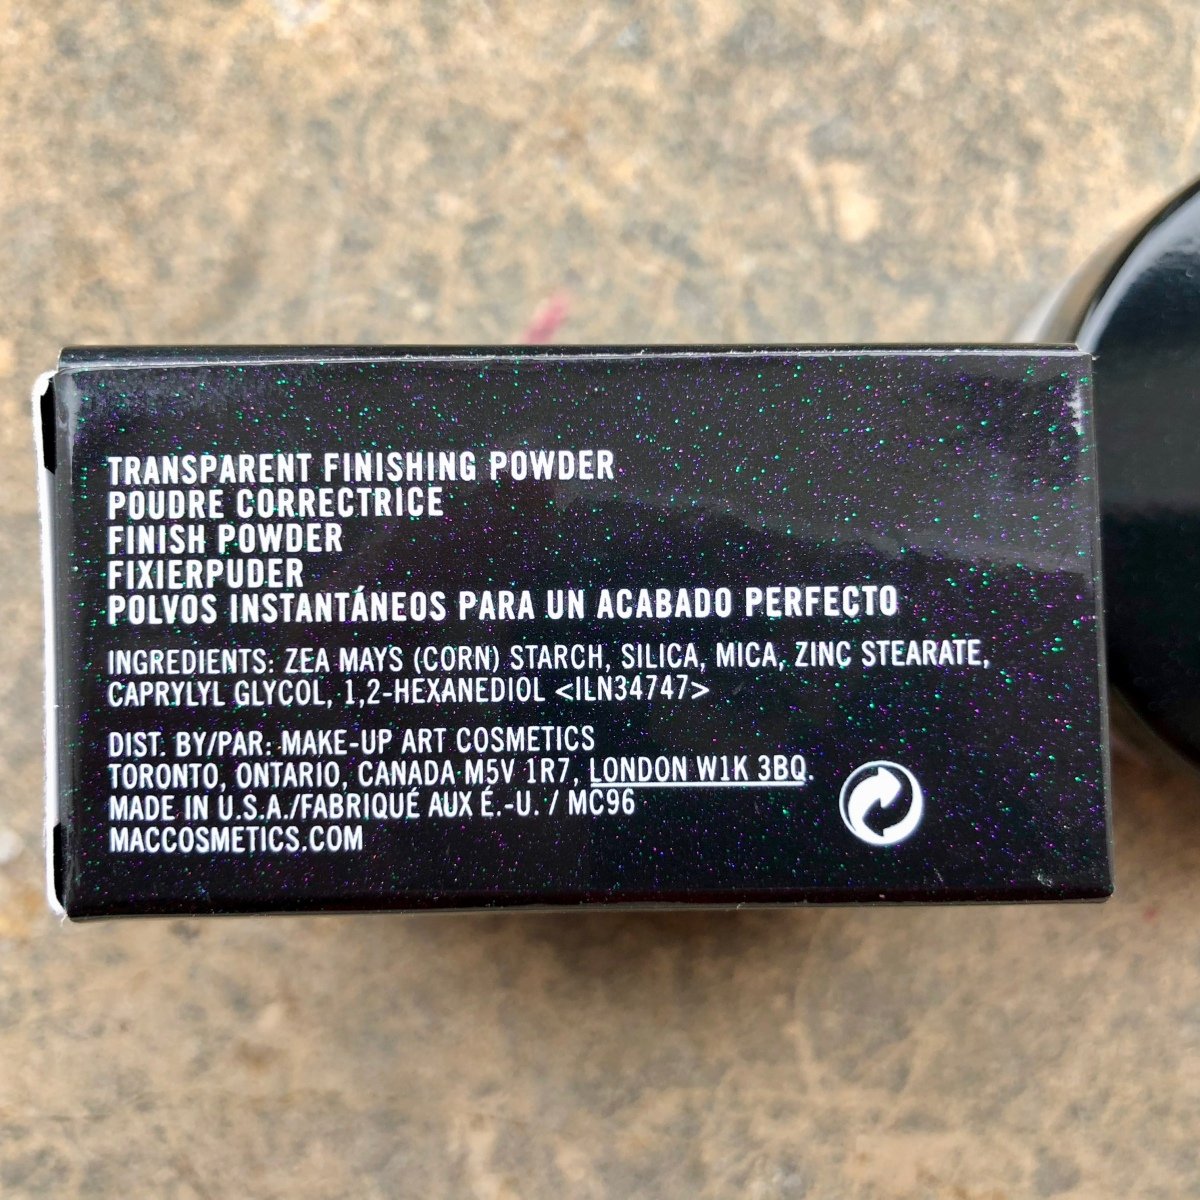 TRANSPARENT FINISHING POWDER
POUDRE CORRECTRICE
FINISH POWDER
FIXIERPUDER
POLVOS INSTANTÁNEOS PARA UN ACABADO PERFECTO
INGREDIENTS: ZEA MAYS (CORN) STARCH, SILICA, MICA, ZINC STEARATE,
CAPRYLYL GLYCOL, 1,2-HEXANEDIOL <ILN34747>
DIST. BY/PAR: MAKE-UP ART COSMETICS
TORONTO, ONTARIO, CANADA M5V 1R7, LONDON W1K 3BQ.
MADE IN U.S.A./FABRIQUÉ AUX É.-U. / MC96
MACCOSMETICS.COM